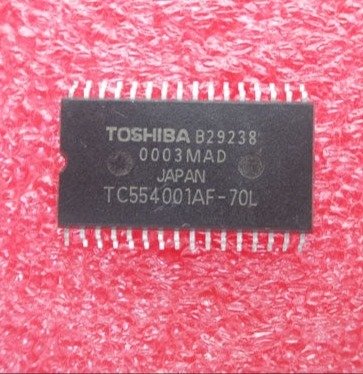 TOSHIBA B29238
0003MAD
JAPAN
TC554001AF-70L